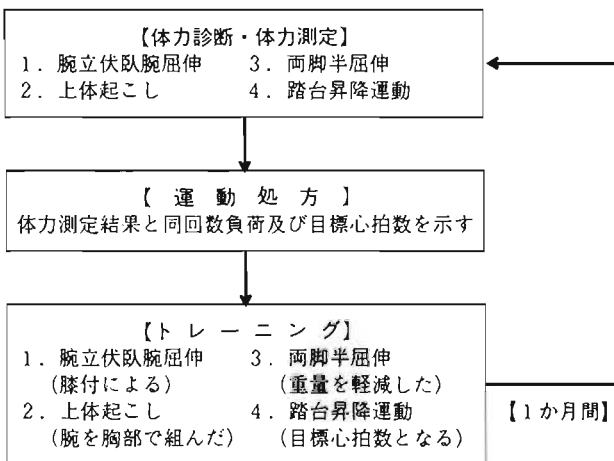 【体力診断・体力測定】
1．腕立伏臥腕屈伸　3．両脚半屈伸
2．上体起こし　4．踏台昇降運動
【運動処方】
体力測定結果と同回数負荷及び目標心拍数を示す
【トレーニング】
1．腕立伏臥腕屈伸　3．両脚半屈伸
（膝付による）　（重量を軽減した）
2．上体起こし　4．踏台昇降運動
（腕を胸部で組んだ）　（目標心拍数となる）
【1か月間】